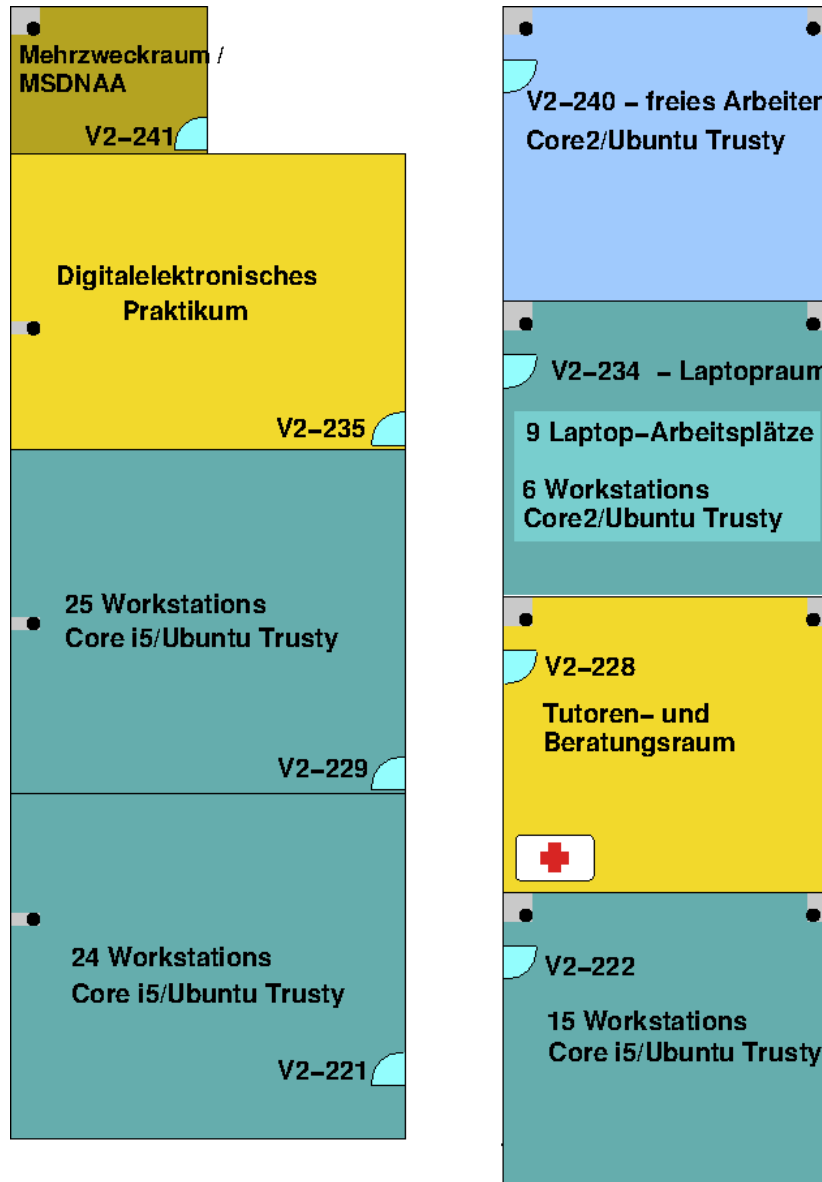 Mehrzweckraum /
MSDNAA
V2-241
Digitalelektronisches
Praktikum
V2-235
25 Workstations
Core i5/Ubuntu Trusty
V2-229
24 Workstations
Core i5/Ubuntu Trusty
V2-221
V2-240 - freies Arbeiten
Core2/Ubuntu Trusty
V2-234 - Laptopraum
9 Laptop-Arbeitsplätze
6 Workstations
Core2/Ubuntu Trusty
V2-228
Tutoren- und
Beratungsraum
V2-222
15 Workstations
Core i5/Ubuntu Trusty